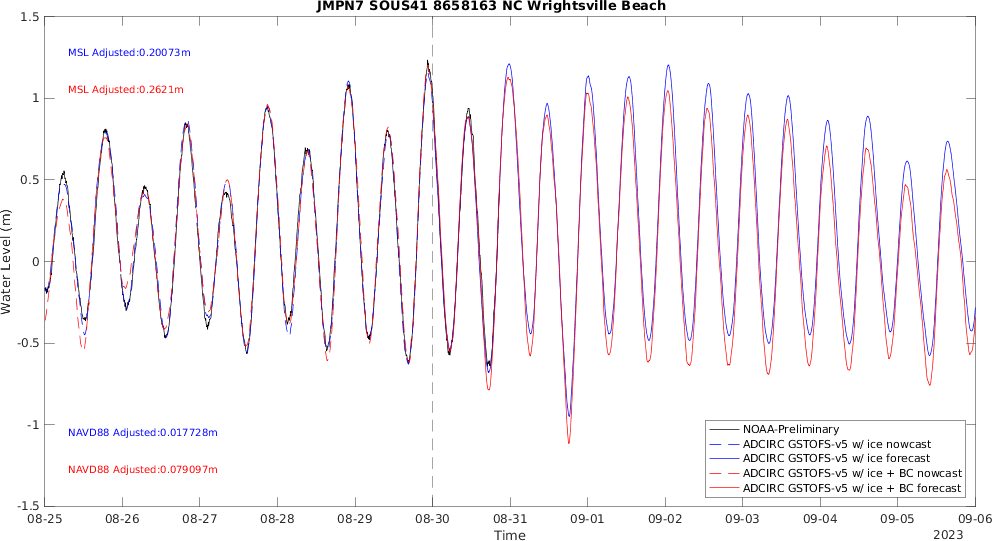 JMPN7 SOUS41 8658163 NC Wrightsville Beach
1.5
1
0.5
0
-0.5
-1
-1.5
Water Level (m)
MSL Adjusted:0.20073m
MSL Adjusted:0.2621m
NAVD88 Adjusted:0.017728m
NAVD88 Adjusted:0.079097m
NOAA-Preliminary
ADCIRC GSTOFS-v5 w/ ice nowcast
ADCIRC GSTOFS-v5 w/ ice forecast
ADCIRC GSTOFS-v5 w/ ice + BC nowcast
ADCIRC GSTOFS-v5 w/ ice + BC forecast
08-25 08-26 08-27 08-28 08-29 08-30 08-31 09-01 09-02 09-03 09-04 09-05 09-06
Time
2023